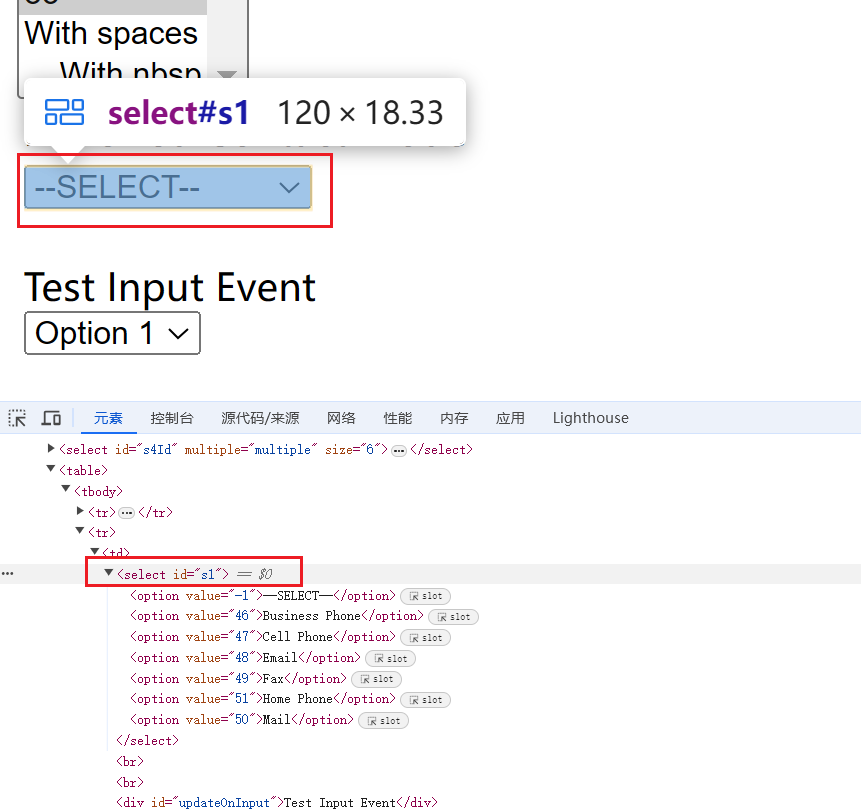 With spaces
With nbsp
select#s1 120 × 18.33
--SELECT--
Test Input Event
Option 1
元素 控制台 源代码/来源 网络 性能 内存 应用 Lighthouse
<select id="s4Id" multiple="multiple" size="6">…</select>
<table>
<tbody>
<tr>…</tr>
<tr>
<td>
…<select id="s1"> == $0
<option value="-1">--SELECT--</option> slot
<option value="46">Business Phone</option> slot
<option value="47">Cell Phone</option> slot
<option value="48">Email</option> slot
<option value="49">Fax</option> slot
<option value="51">Home Phone</option> slot
<option value="50">Mail</option> slot
</select>
<br>
<br>
<div id="updateOnInput">Test Input Event</div>